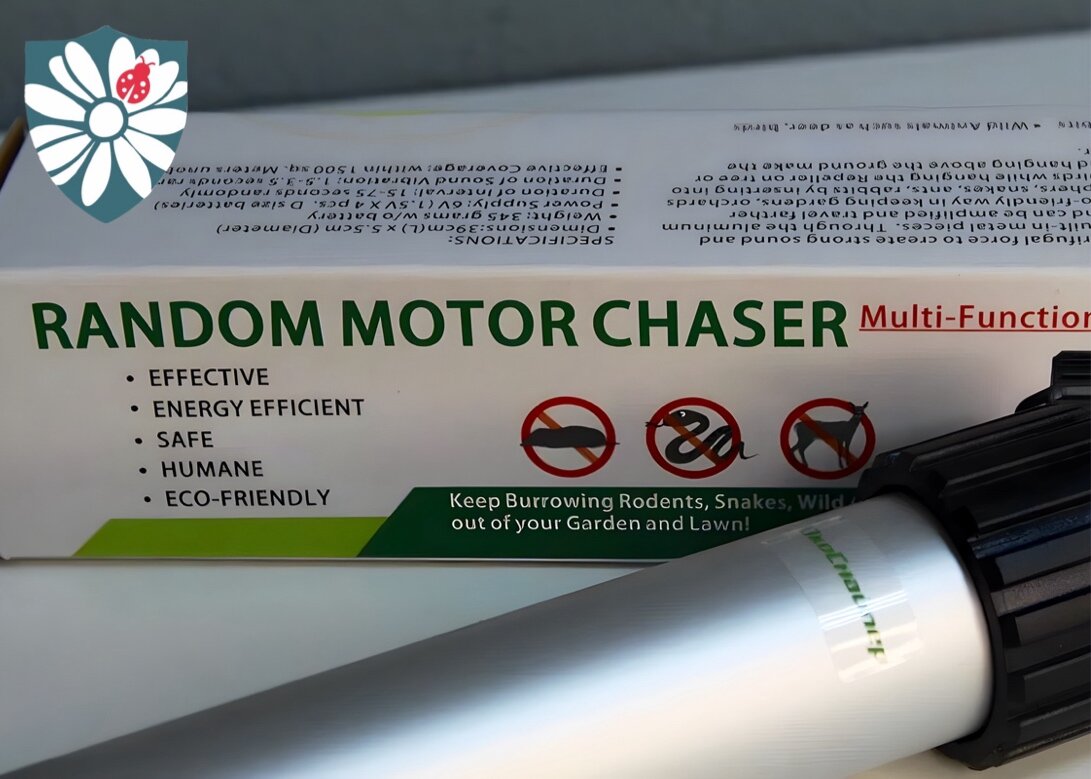 RANDOM MOTOR CHASER Multi-Function
• EFFECTIVE
• ENERGY EFFICIENT
• SAFE
• HUMANE
• ECO-FRIENDLY
Keep Burrowing Rodents, Snakes, Wild
out of your Garden and Lawn!
SPECIFICATIONS:
• Dimensions: 39cm(L) x 5.5cm (Diameter)
• Weight: 345 grams w/o battery
• Power: Supply: 6V (1.5V X 4 pcs. D size batteries)
• Duration of Interval: 15-75 seconds randomly
• Duration of Sound of Vibration: 1.5-3.5 seconds
• Effective Coverage: within 1500 sq. Meters
centrifugal force to create strong sound and
built-in metal pieces. Through. the aluminum
can be amplified and travel farther
friendly way in keeping gardens, orchards
snakes, ants, rabbits by inserting into
hanging the Repeller on tree or
hanging above the ground the make
• Wild Animals such as deer, birds